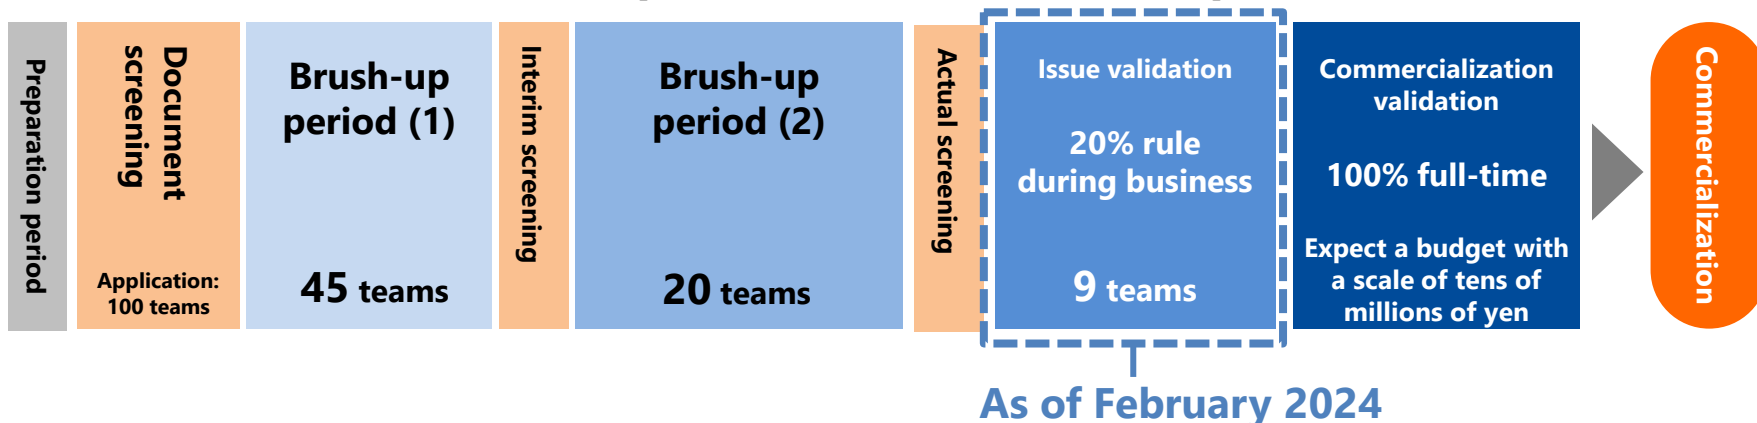 Preparation period
Document
screening
Application:
100 teams
Brush-up
period (1)
45 teams
Interim screening
Brush-up
period (2)
20 teams
Actual screening
Issue validation
20% rule
during business
9 teams
Commercialization
validation
100% full-time
Expect a budget with
a scale of tens of
millions of yen
Commercialization
As of February 2024